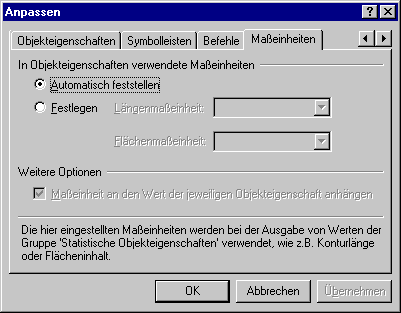 Anpassen
Objekteigenschaften Symbolleisten Befehle Maßeinheiten
In Objekteigenschaften verwendete Maßeinheiten
Automatisch feststellen
Festlegen Längenmaßeinheit:
Flächenmaßeinheit:
Weitere Optionen
Maßeinheit an den Wert der jeweiligen Objekteigenschaft anhängen
Die hier eingestellten Maßeinheiten werden bei der Ausgabe von Werten der
Gruppe 'Statistische Objekteigenschaften' verwendet, wie z.B. Konturlänge
oder Flächeninhalt.
OK Abbrechen Übernehmen